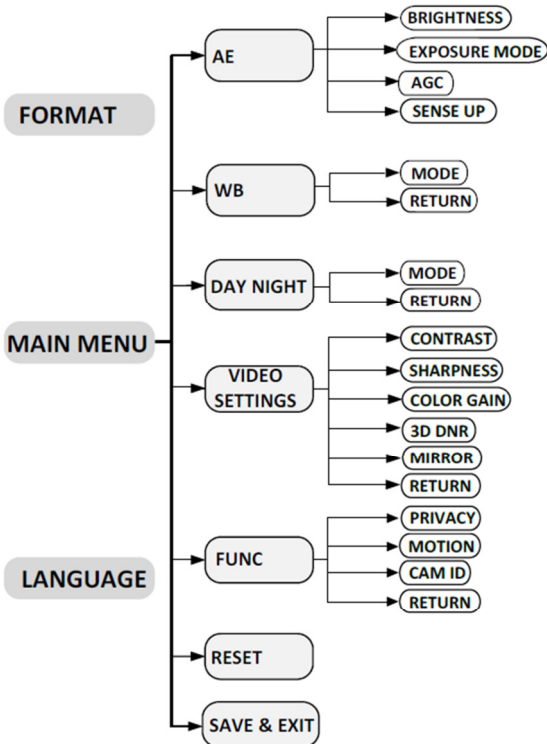 FORMAT
MAIN MENU
LANGUAGE
AE
BRIGHTNESS
EXPOSURE MODE
AGC
SENSE UP
WB
MODE
RETURN
DAY NIGHT
MODE
RETURN
VIDEO
SETTINGS
CONTRAST
SHARPNESS
COLOR GAIN
3D DNR
MIRROR
RETURN
FUNC
PRIVACY
MOTION
CAM ID
RETURN
RESET
SAVE & EXIT